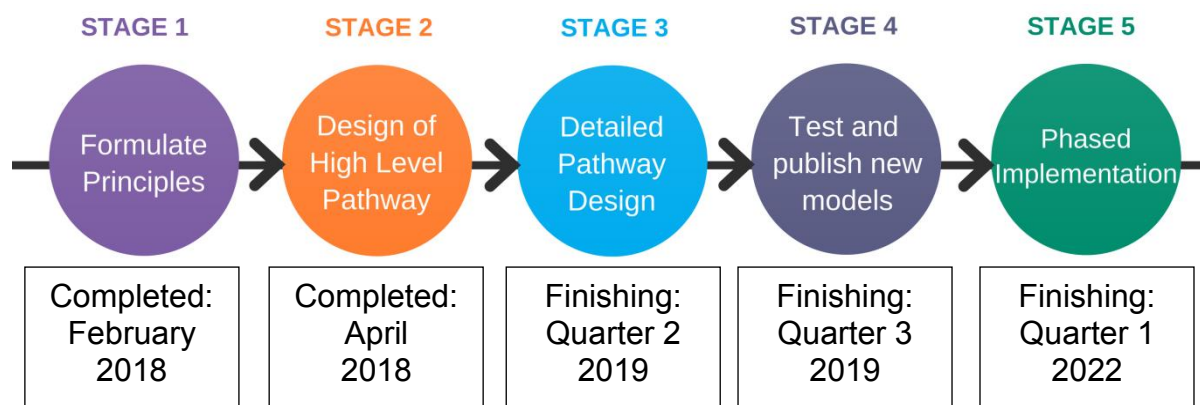 STAGE 1
Formulate
Principles
Completed:
February
2018
STAGE 2
Design of
High Level
Pathway
Completed:
April
2018
STAGE 3
Detailed
Pathway
Design
Finishing:
Quarter 2
2019
STAGE 4
Test and
publish new
models
Finishing:
Quarter 3
2019
STAGE 5
Phased
Implementation
Finishing:
Quarter 1
2022